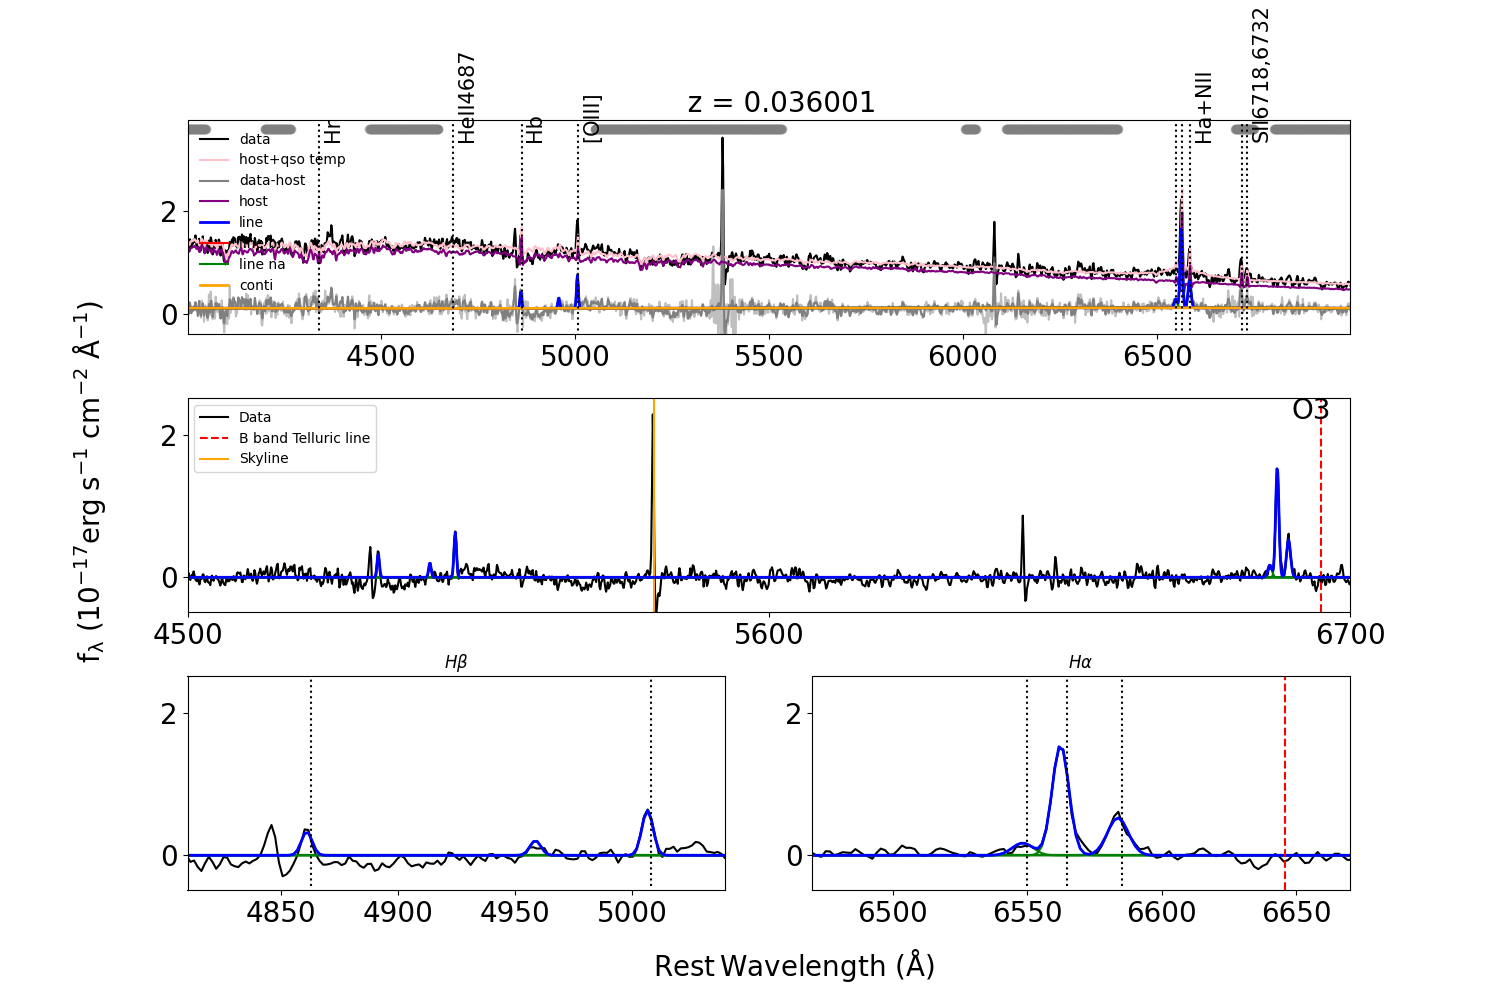 z = 0.036001
Hr
HeII4687
Hb
[OIII]
Ha+NII
SII6718,6732
data
host+qso temp
data-host
host
line
line na
conti
2
0
4500
5000
5500
6000
6500
Data
B band Telluric line
Skyline
O3
2
0
4500
5600
6700
fλ (10−17erg s−1 cm−2 Å−1)
Hβ
2
0
4850
4900
4950
5000
Hα
2
0
6500
6550
6600
6650
Rest Wavelength (Å)